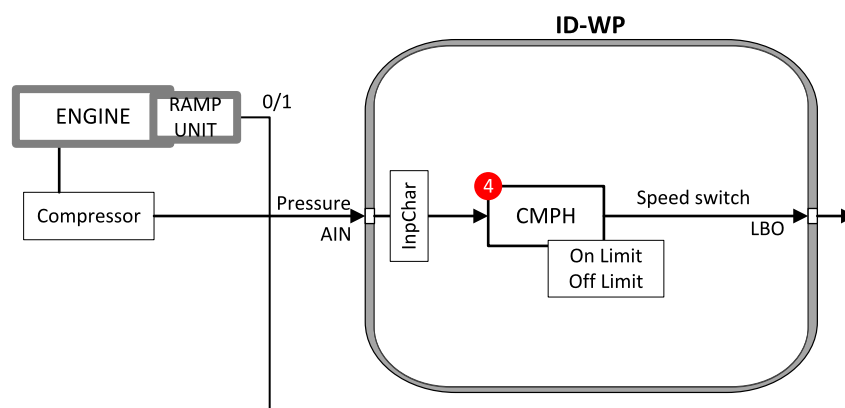 ID-WP
ENGINE
RAMP
UNIT
0/1
Compressor
Pressure
AIN
InpChar
4
CMPH
On Limit
Off Limit
Speed switch
LBO